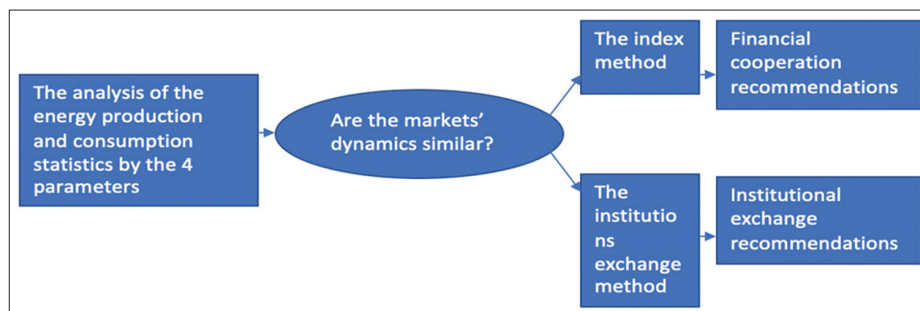 The analysis of the
energy production
and consumption
statistics by the 4
parameters
Are the markets'
dynamics similar?
The index
method
Financial
cooperation
recommendations
The
institutio
ns
exchange
method
Institutional
exchange
recommendations